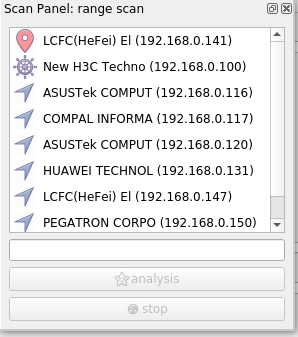 Scan Panel: range scan
LCFC(HeFei) El (192.168.0.141)
New H3C Techno (192.168.0.100)
ASUSTek COMPUT (192.168.0.116)
COMPAL INFORMA (192.168.0.117)
ASUSTek COMPUT (192.168.0.120)
HUAWEI TECHNOL (192.168.0.131)
LCFC(HeFei) El (192.168.0.147)
PEGATRON CORPO (192.168.0.150)
analysis
stop